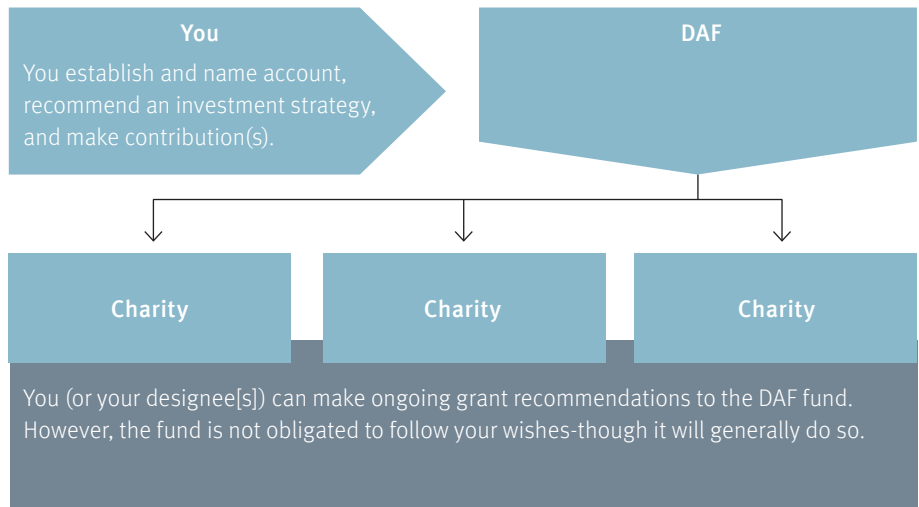 You
You establish and name account,
recommend an investment strategy,
and make contribution(s).
DAF
Charity
Charity
Charity
You (or your designee[s]) can make ongoing grant recommendations to the DAF fund.
However, the fund is not obligated to follow your wishes-though it will generally do so.